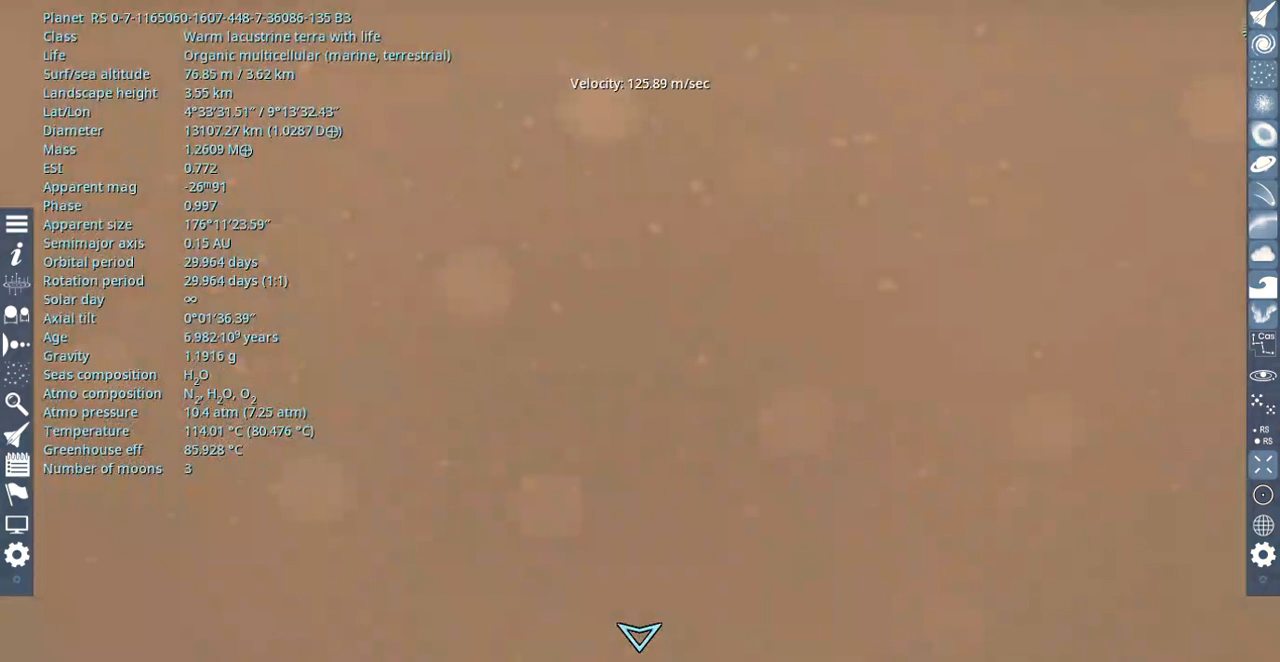 Planet RS 0-7-1165060-1607-448-7-36086-135 B3
Class Warm lacustrine terra with life
Life Organic multicellular (marine, terrestrial)
Surf/sea altitude 76.85 m / 3.62 km
Velocity: 125.89 m/sec
Landscape height 3.55 km
Lat/Lon 4°33'31.51" / 9°13'32.43"
Diameter 13107.27 km (1.0287 D⊕)
Mass 1.2609 M⊕
ESI 0.772
Apparent mag -26ᵐ91
Phase 0.997
Apparent size 176°11'23.59"
Semimajor axis 0.15 AU
Orbital period 29.964 days
Rotation period 29.964 days (1:1)
Solar day ∞
Axial tilt 0°01'36.39"
Age 6.982·10⁹ years
Gravity 1.1916 g
Seas composition H₂O
Atmo composition N₂, H₂O, O₂
Atmo pressure 10.4 atm (7.25 atm)
Temperature 114.01 °C (80.476 °C)
Greenhouse eff 85.928 °C
Number of moons 3
Cas
RS
RS